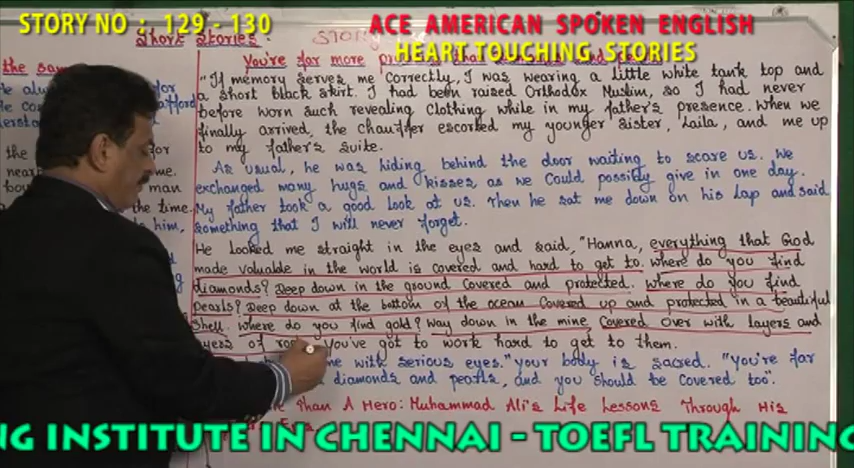 STORY NO : 129 - 130
ACE AMERICAN SPOKEN ENGLISH
HEART TOUCHING STORIES
Short Stories :
You're far more
"If memory serves me correctly, I was wearing a little white tank top and
a short black skirt. I had been raised Orthodox Muslim, so I had never
before worn such revealing clothing while in my father's presence. When we
finally arrived, the chauffer escorted my younger sister, Laila, and me up
to my father's suite.
As usual, he was hiding behind the door waiting to scare us. We
exchanged many hugs and kisses as we could possibly give in one day.
My father took a good look at us. Then he sat me down on his lap and said
something that I will never forget.
He looked me straight in the eyes and said, "Hanna, everything that God
made valuable in the world is covered and hard to get to. Where do you find
diamonds? Deep down in the ground covered and protected. Where do you find
pearls? Deep down at the bottom of the ocean covered up and protected in a beautiful
shell. Where do you find gold? Way down in the mine covered over with layers and
of You've got to work hard to get to them.
me with serious eyes." Your body is sacred. "You're far
diamonds and pearls, and you should be covered too".
Than A Hero: Muhammad Ali's Life Lessons Through His
the sam
the
man
the time.
him,
NG INSTITUTE IN CHENNAI - TOEFL TRAINING